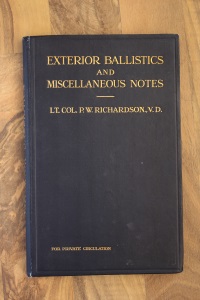 EXTERIOR BALLISTICS
AND
MISCELLANEOUS NOTES
LT. COL. P. W. RICHARDSON, V. D.
FOR PRIVATE CIRCULATION